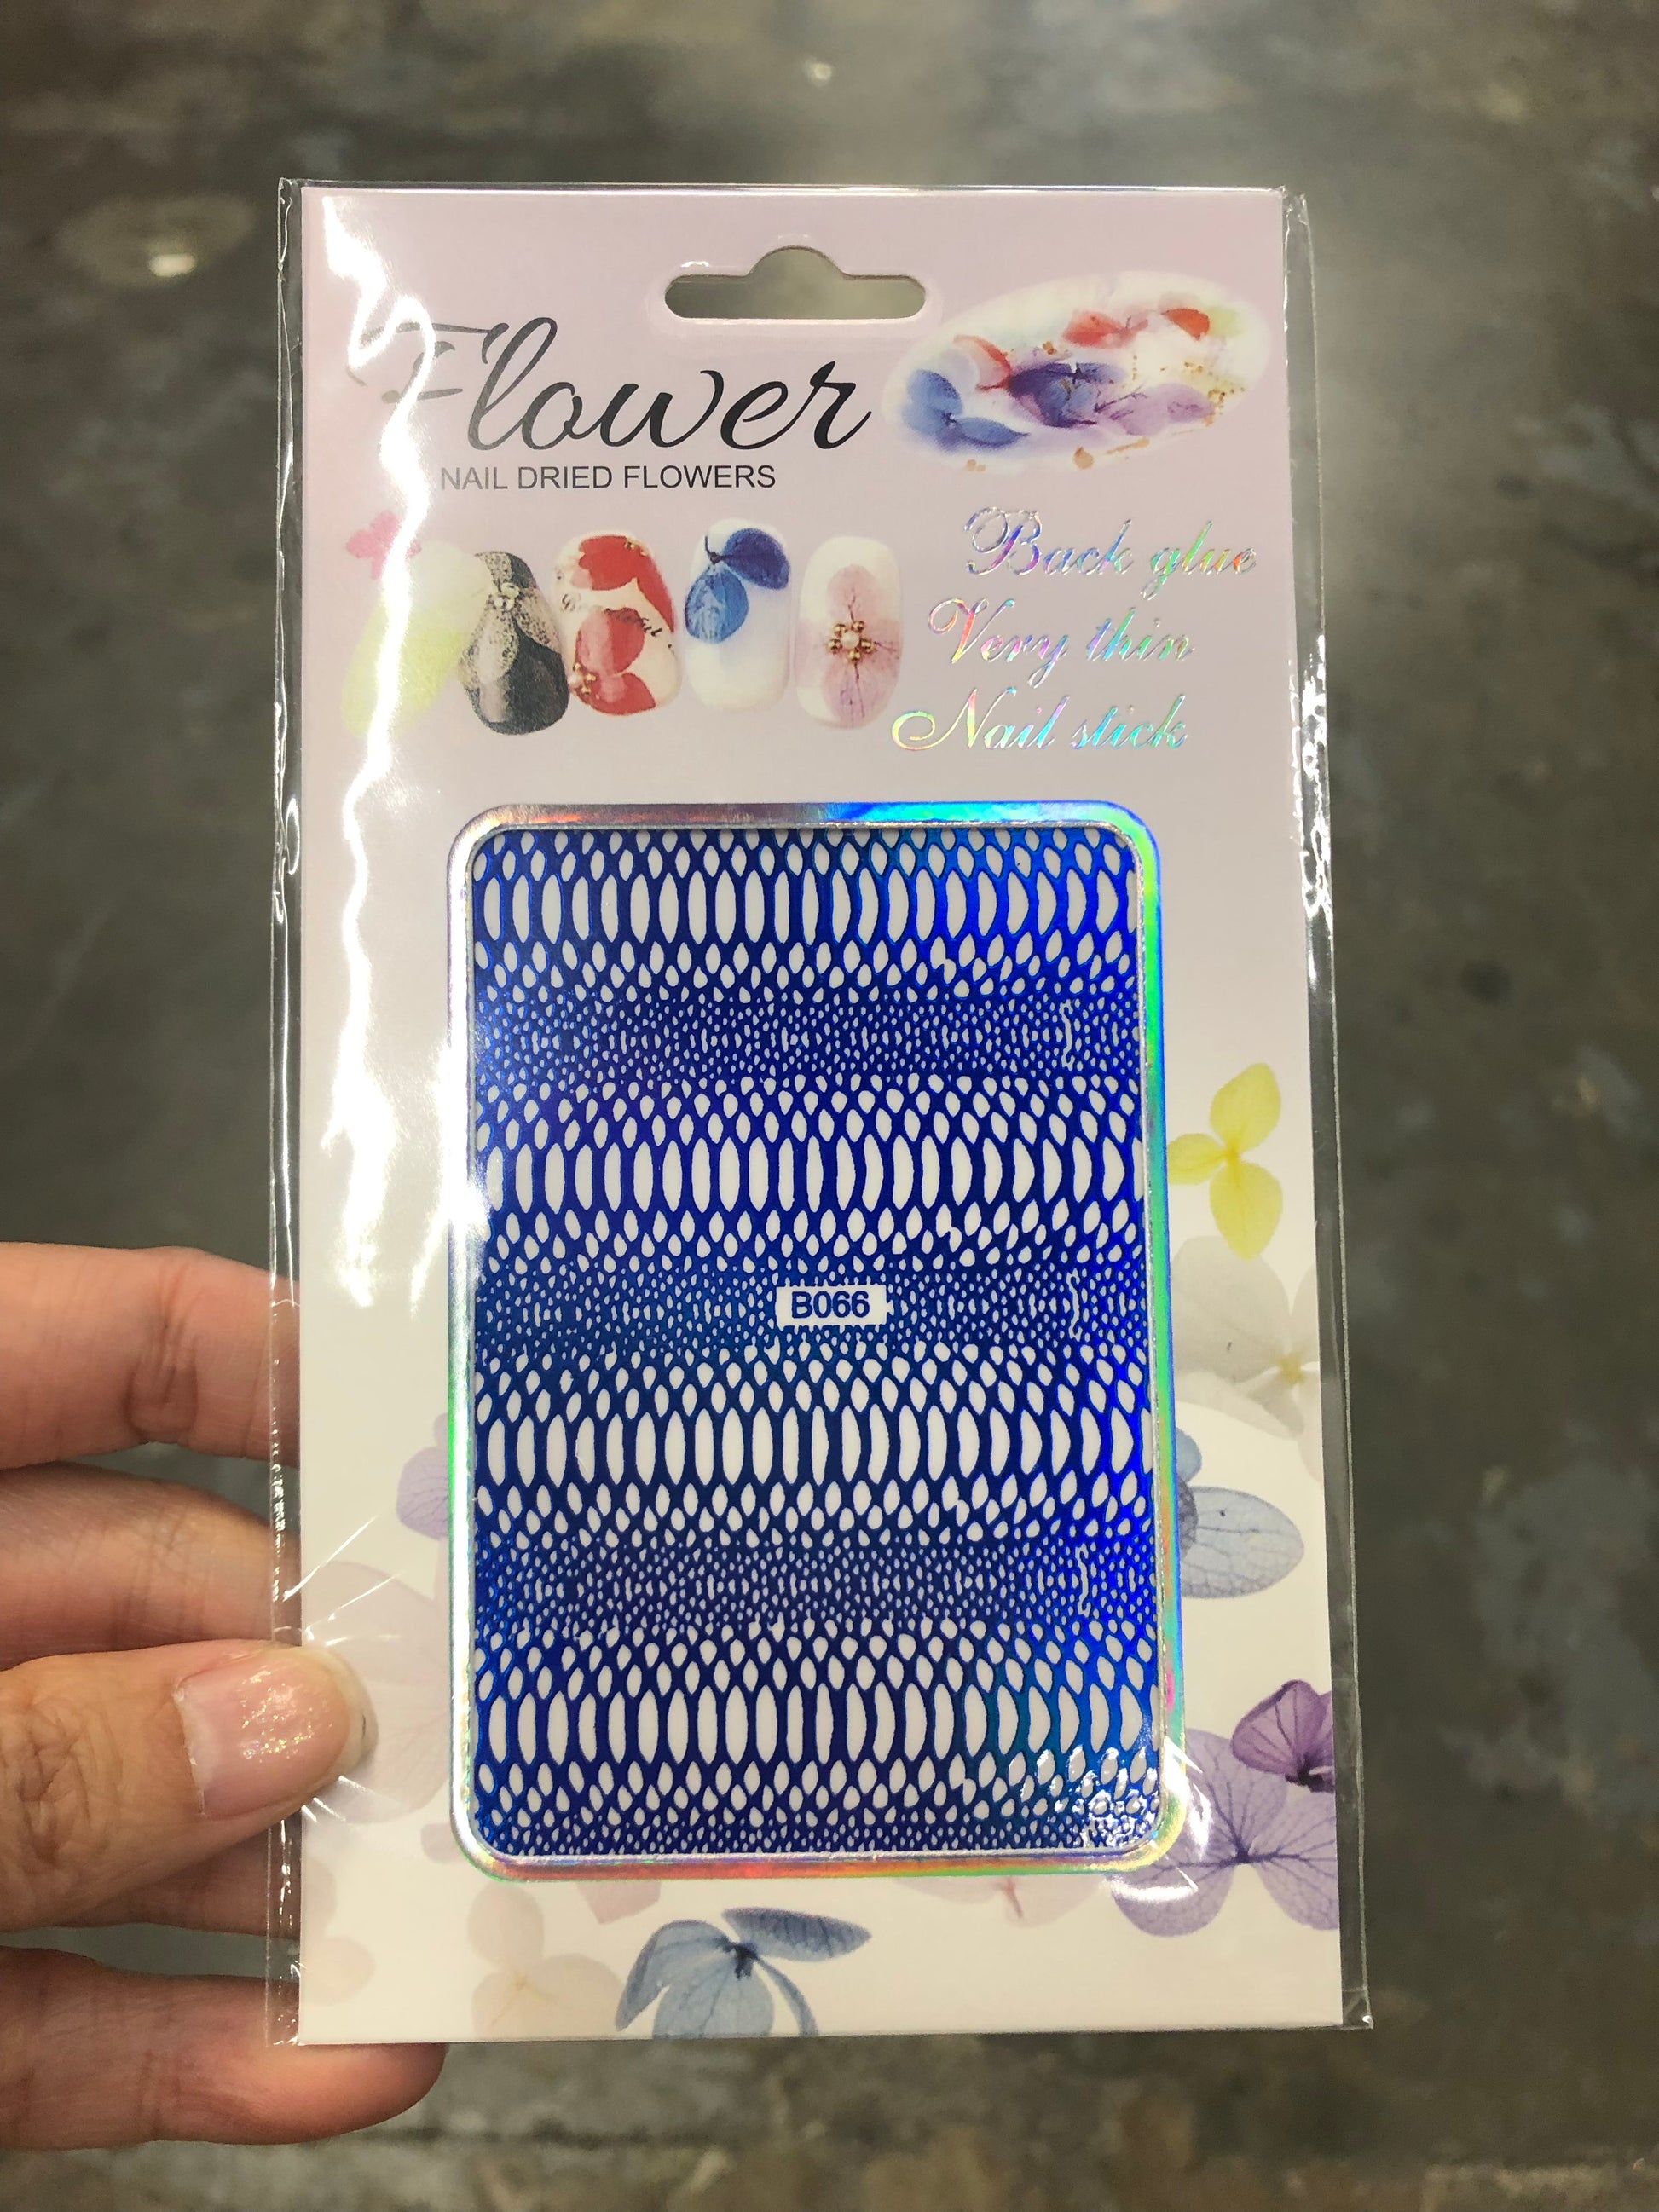 Flower
NAIL DRIED FLOWERS
Back glue
Very thin
Nail stick
B066